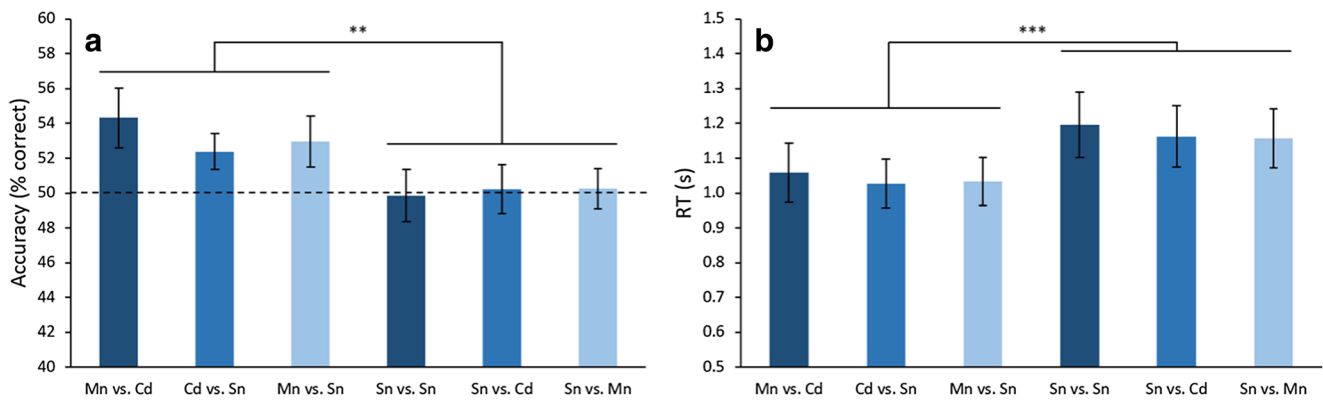 a
**
Accuracy (% correct)
60
58
56
54
52
50
48
46
44
42
40
Mn vs. Cd
Cd vs. Sn
Mn vs. Sn
Sn vs. Sn
Sn vs. Cd
Sn vs. Mn
b
***
RT (s)
1.5
1.4
1.3
1.2
1.1
1.0
0.9
0.8
0.7
0.6
0.5
Mn vs. Cd
Cd vs. Sn
Mn vs. Sn
Sn vs. Sn
Sn vs. Cd
Sn vs. Mn